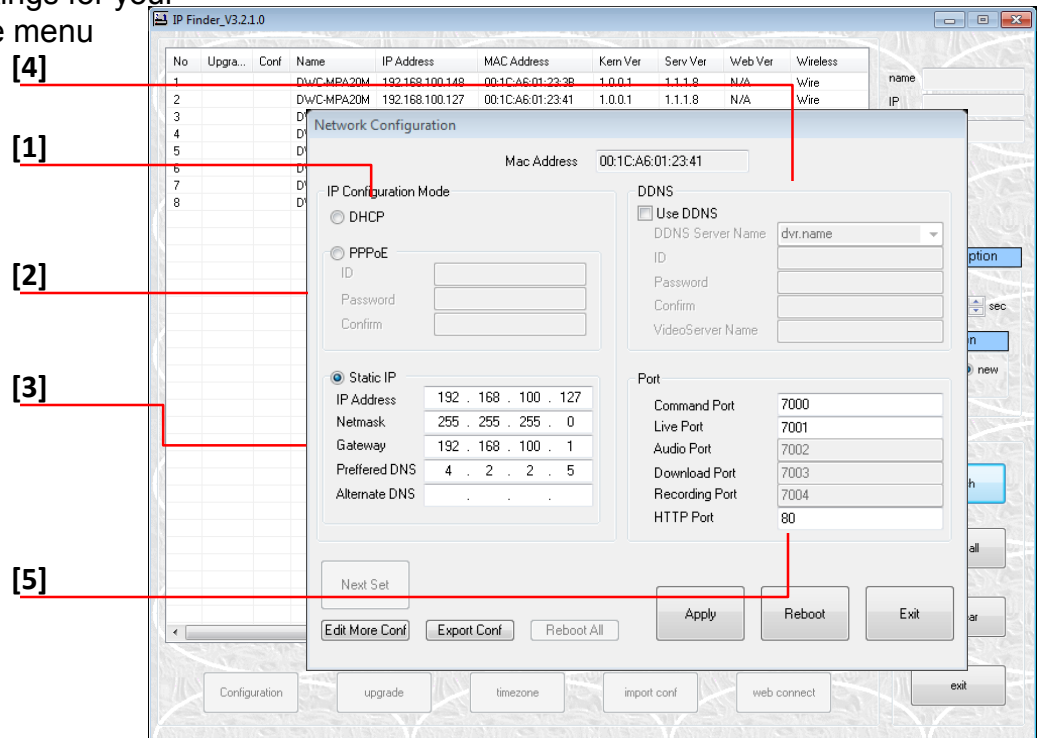 ings for your
e menu
[4]
[1]
[2]
[3]
[5]
IP Finder_V3.2.1.0
No Upgra... Conf Name IP Address MAC Address Kern Ver Serv Ver Web Ver Wireless
1 DWC-MPA20M 192.168.100.148 00:1C:A6:01:23:3B 1.0.0.1 1.1.1.8 N/A Wire
2 DWC-MPA20M 192.168.100.127 00:1C:A6:01:23:41 1.0.0.1 1.1.1.8 N/A Wire
3
4
5
6
7
8
name
IP
ption
sec
n
new
h
all
ar
exit
Network Configuration
Mac Address 00:1C:A6:01:23:41
IP Configuration Mode
DHCP
PPPoE
ID
Password
Confirm
Static IP
IP Address 192 . 168 . 100 . 127
Netmask 255 . 255 . 255 . 0
Gateway 192 . 168 . 100 . 1
Preffered DNS 4 . 2 . 2 . 5
Alternate DNS . . .
DDNS
Use DDNS
DDNS Server Name dvr.name
ID
Password
Confirm
VideoServer Name
Port
Command Port 7000
Live Port 7001
Audio Port 7002
Download Port 7003
Recording Port 7004
HTTP Port 80
Next Set
Edit More Conf Export Conf Reboot All
Apply Reboot Exit
Configuration upgrade timezone import conf web connect